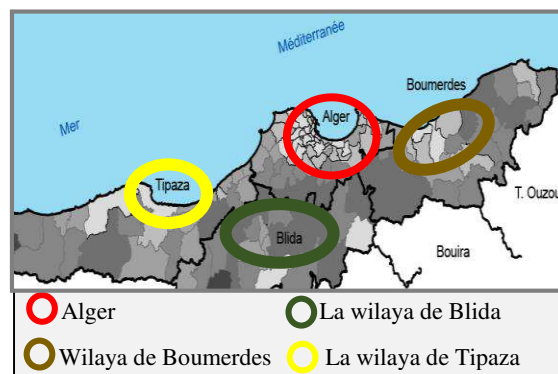 Méditerranée
Boumerdes
Alger
Mer
Tipaza
T. Ouzou
Blida
Bouira
Alger
La wilaya de Blida
Wilaya de Boumerdes
La wilaya de Tipaza